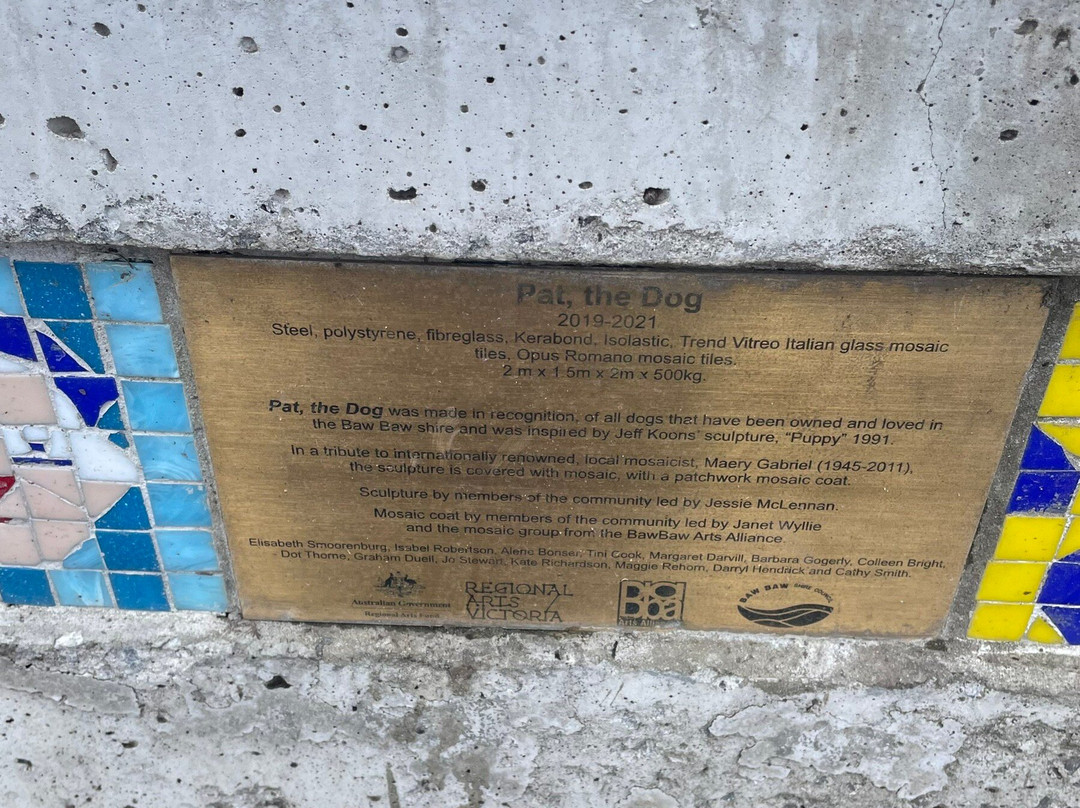 Pat, the Dog
2019-2021
Steel, polystyrene, fibreglass, Kerabond, Isolastic, Trend Vitreo Italian glass mosaic
tiles, Opus Romano mosaic tiles.
2 m x 1.5m x 2m x 500kg.
Pat, the Dog was made in recognition, of all dogs that have been owned and loved in
the Baw Baw shire and was inspired by Jeff Koons' sculpture, "Puppy" 1991.
In a tribute to internationally renowned, local mosaicist, Maery Gabriel (1945-2011),
the sculpture is covered with mosaic, with a patchwork mosaic coat.
Sculpture by members of the community led by Jessie McLennan.
Mosaic coat by members of the community led by Janet Wyllie
and the mosaic group from the BawBaw Arts Alliance.
Elisabeth Smoorenburg, Isabel Robertson, Alene Bonser, Tini Cook, Margaret Darvill, Barbara Gogerly, Colleen Bright,
Dot Thorne, Graham Duell, Jo Stewart, Kate Richardson, Maggie Rehorn, Darryl Hendrick and Cathy Smith.
Australian Government
Regional Arts Fund
REGIONAL
ARTS
VICTORIA
Arts
BAW BAW SHIRE COUNCIL